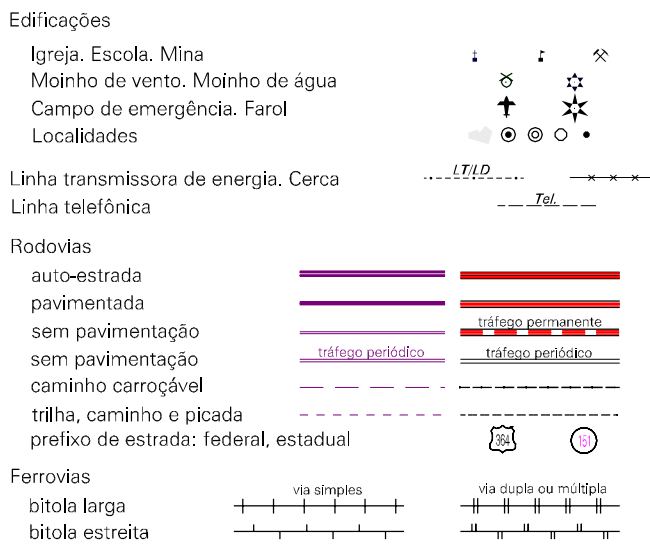 Edificações
Igreja. Escola. Mina
Moinho de vento. Moinho de água
Campo de emergência. Farol
Localidades
Linha transmissora de energia. Cerca LT/LD
Linha telefônica Tel.
Rodovias
auto-estrada
pavimentada
sem pavimentação tráfego permanente
sem pavimentação tráfego periódico tráfego periódico
caminho carroçável
trilha, caminho e picada
prefixo de estrada: federal, estadual 364 151
Ferrovias
bitola larga via simples via dupla ou múltipla
bitola estreita